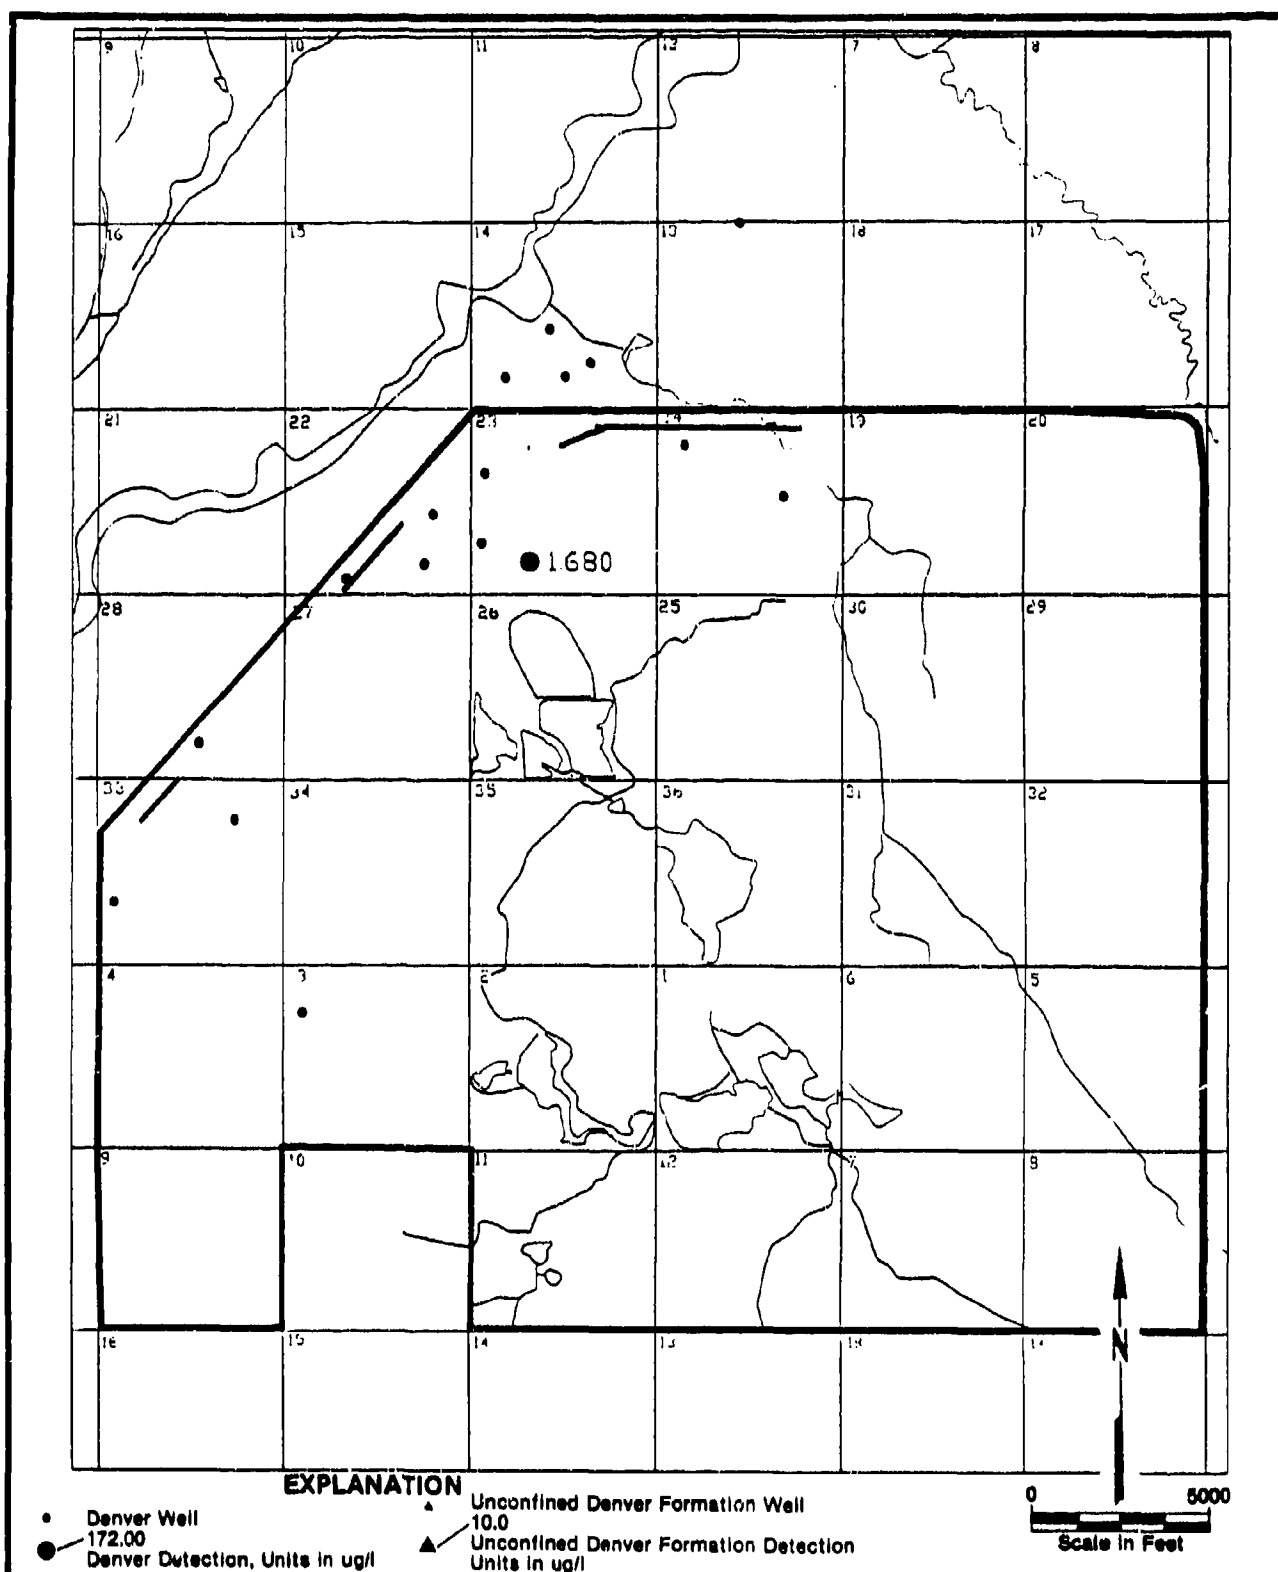 9 10 11 12 7 8
16 15 14 13 18 17
21 22 23 24 19 20
1.680
28 27 26 25 30 29
33 34 35 36 31 32
4 3 2 1 6 5
9 10 11 12 7 8
16 15 14 13 18 17
N
EXPLANATION
Denver Well
172.00
Denver Detection, Units in ug/l
Unconfined Denver Formation Well
10.0
Unconfined Denver Formation Detection
Units in ug/l
0 5000
Scale in Feet